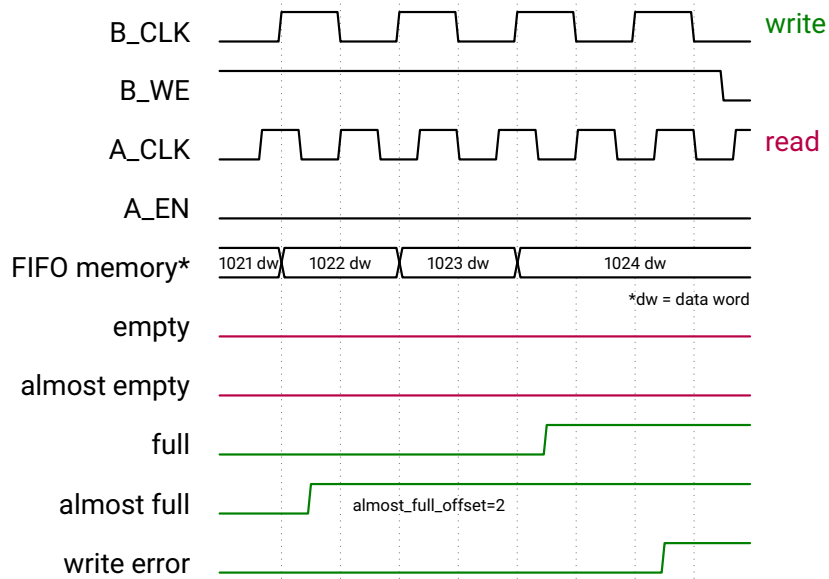 B_CLK write
B_WE
A_CLK read
A_EN
FIFO memory* 1021 dw 1022 dw 1023 dw 1024 dw
*dw = data word
empty
almost empty
full
almost full almost_full_offset=2
write error